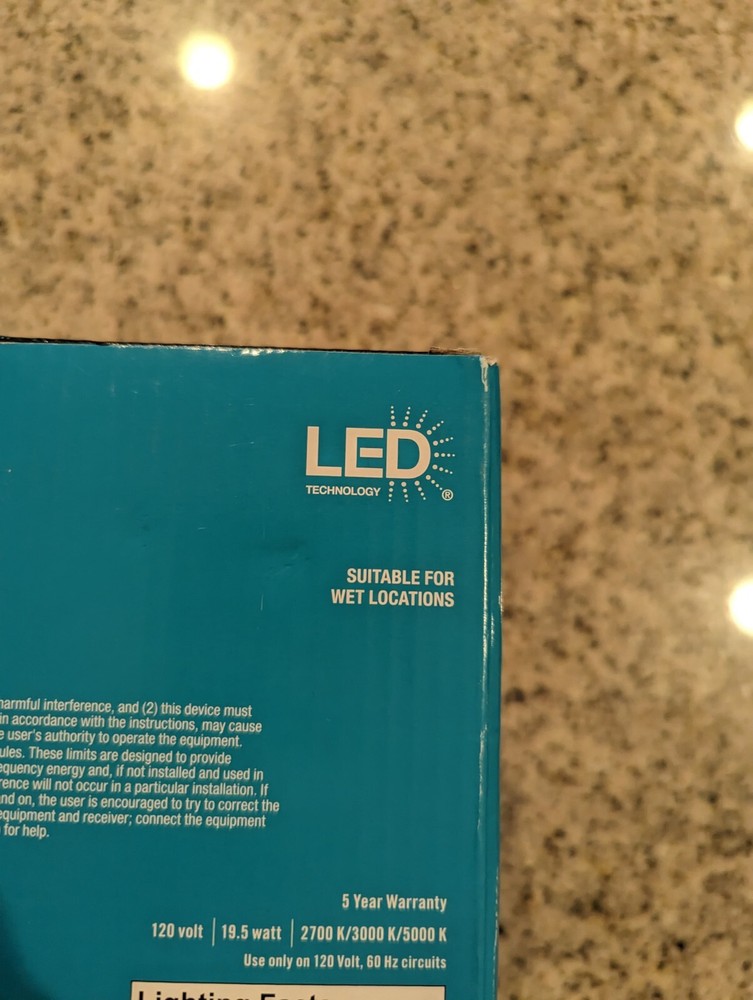 LED
TECHNOLOGY ®
SUITABLE FOR
WET LOCATIONS
harmful interference, and (2) this device must
in accordance with the instructions, may cause
user's authority to operate the equipment.
These limits are designed to provide
energy and, if not installed and used in
will not occur in a particular installation. If
and on, the user is encouraged to try to correct the
equipment and receiver; connect the equipment
for help.
5 Year Warranty
120 volt | 19.5 watt | 2700 K/3000 K/5000 K
Use only on 120 Volt, 60 Hz circuits
Lighting Facts